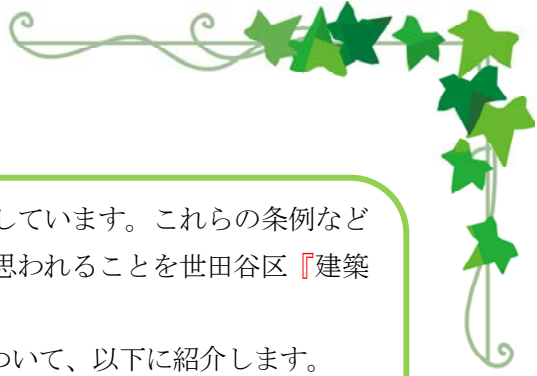 しています。これらの条例など
思われることを世田谷区『建築
ついて、以下に紹介します。